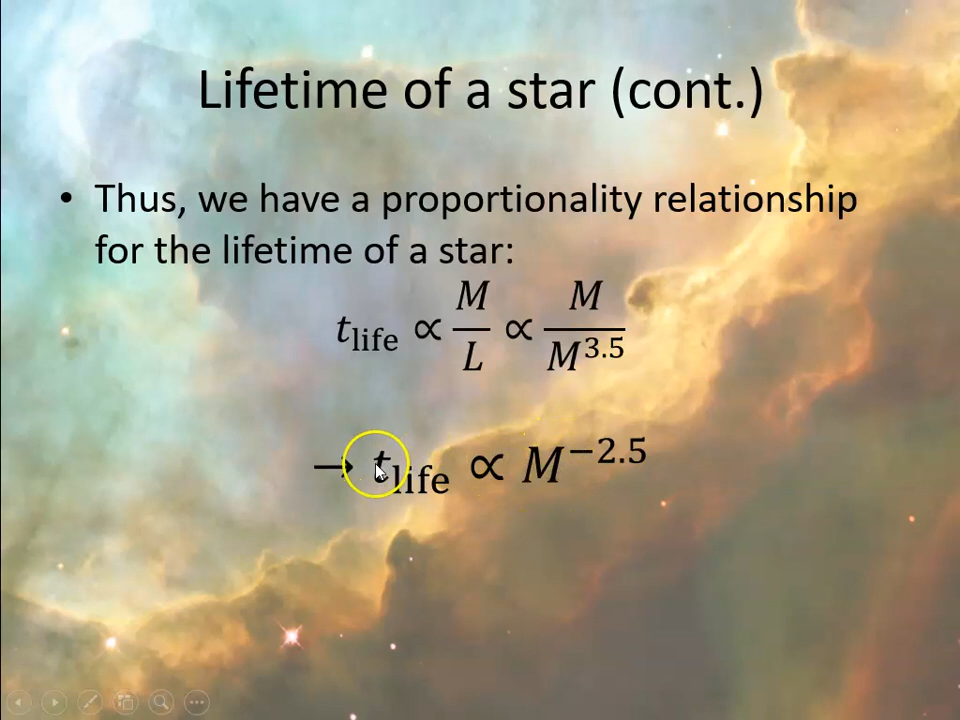 Lifetime of a star (cont.)
• Thus, we have a proportionality relationship
for the lifetime of a star:
t_life ∝ M/L ∝ M/M^3.5
→ t_life ∝ M^−2.5